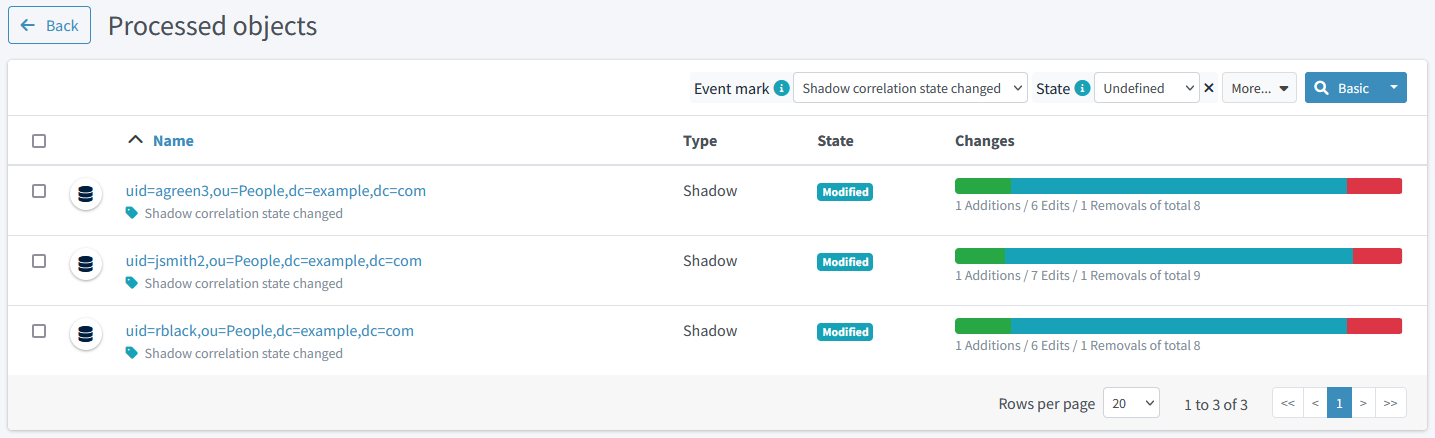 Back Processed objects
Event mark Shadow correlation state changed State Undefined × More... Basic
Name Type State Changes
uid=agreen3,ou=People,dc=example,dc=com Shadow Modified
Shadow correlation state changed 1 Additions / 6 Edits / 1 Removals of total 8
uid=jsmith2,ou=People,dc=example,dc=com Shadow Modified
Shadow correlation state changed 1 Additions / 7 Edits / 1 Removals of total 9
uid=rblack,ou=People,dc=example,dc=com Shadow Modified
Shadow correlation state changed 1 Additions / 6 Edits / 1 Removals of total 8
Rows per page 20 1 to 3 of 3 << < 1 > >>